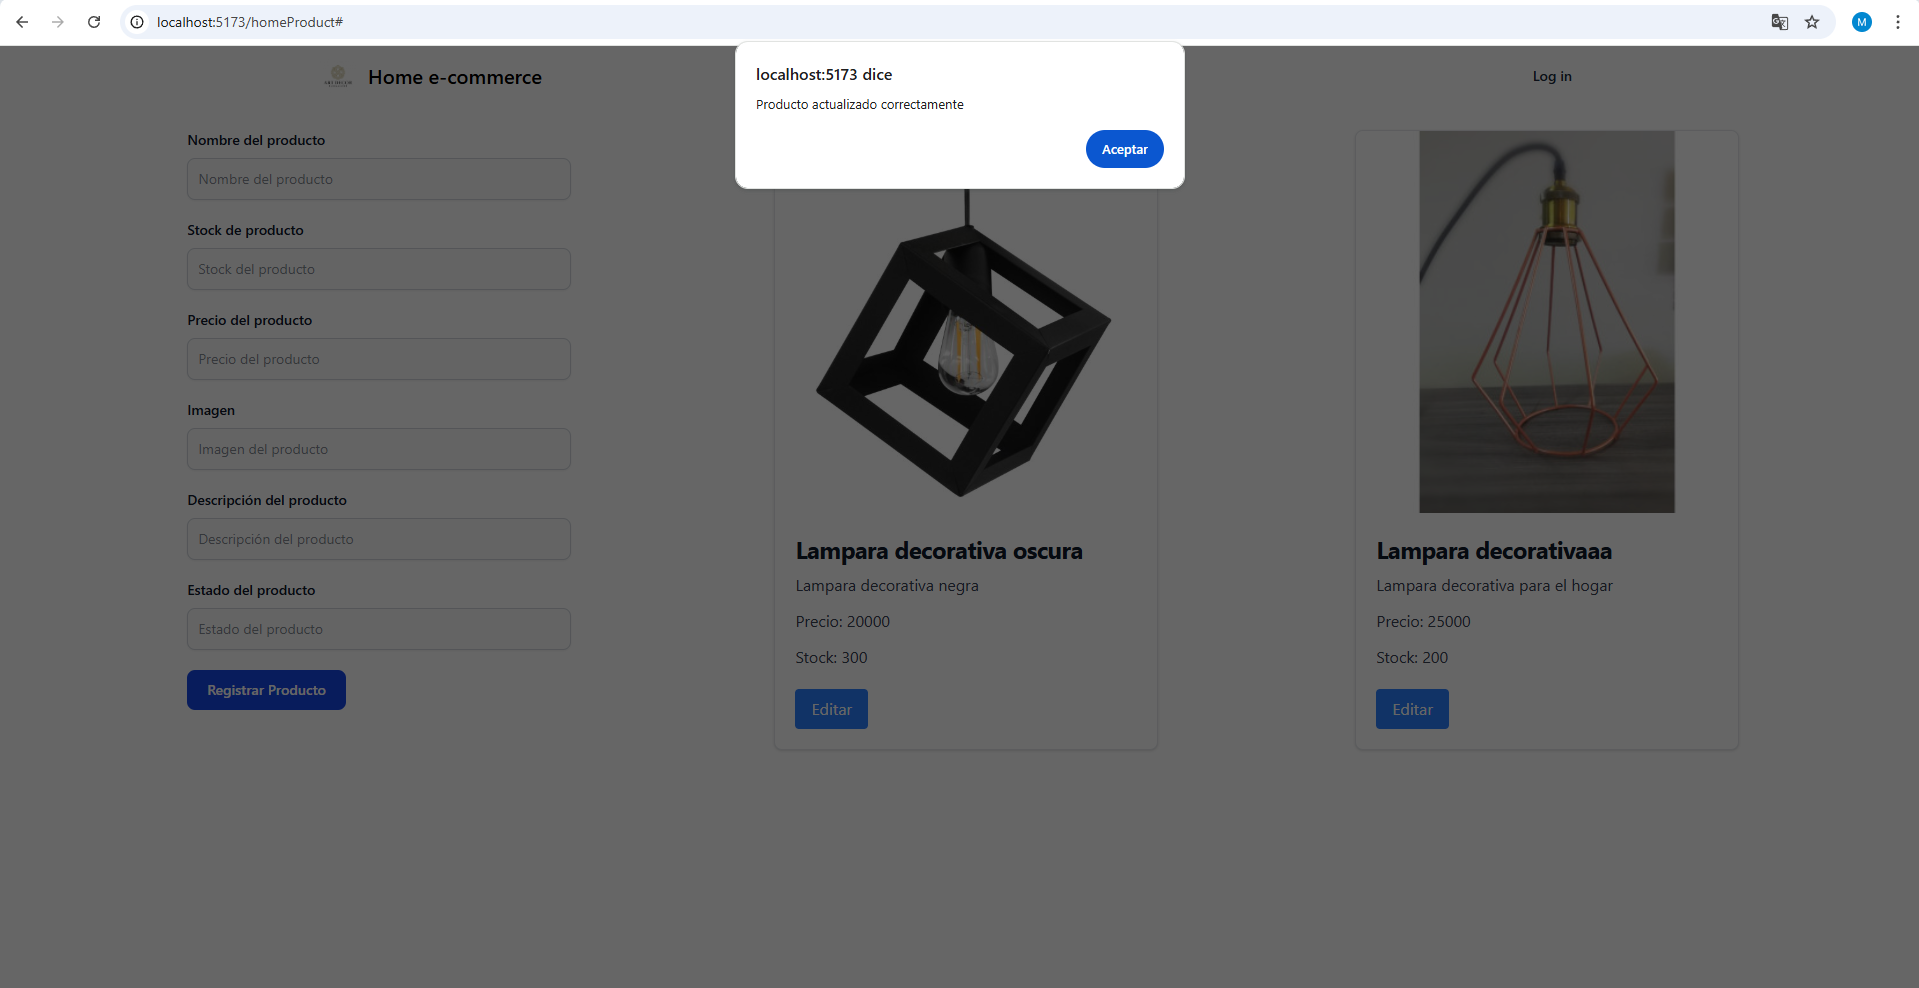 localhost:5173/homeProduct#
M
localhost:5173 dice
Producto actualizado correctamente
Aceptar
Home e-commerce
Log in
Nombre del producto
Nombre del producto
Stock de producto
Stock del producto
Precio del producto
Precio del producto
Imagen
Imagen del producto
Descripción del producto
Descripción del producto
Estado del producto
Estado del producto
Registrar Producto
Lampara decorativa oscura
Lampara decorativa negra
Precio: 20000
Stock: 300
Editar
Lampara decorativaaa
Lampara decorativa para el hogar
Precio: 25000
Stock: 200
Editar